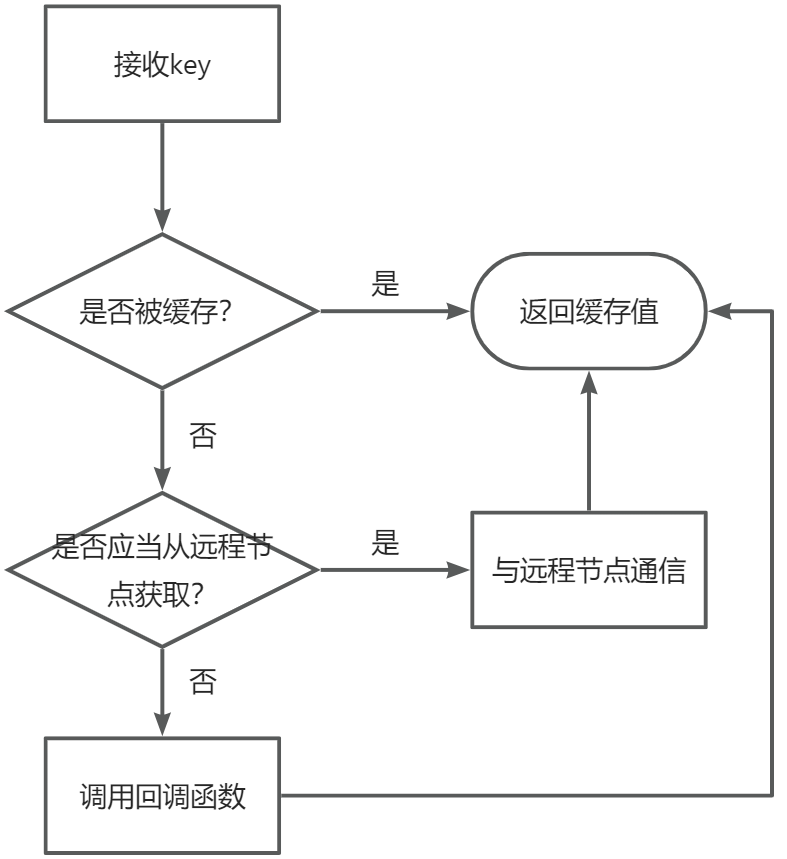 接收key
是否被缓存？
是
返回缓存值
否
是否应当从远程节
点获取？
是
与远程节点通信
否
调用回调函数